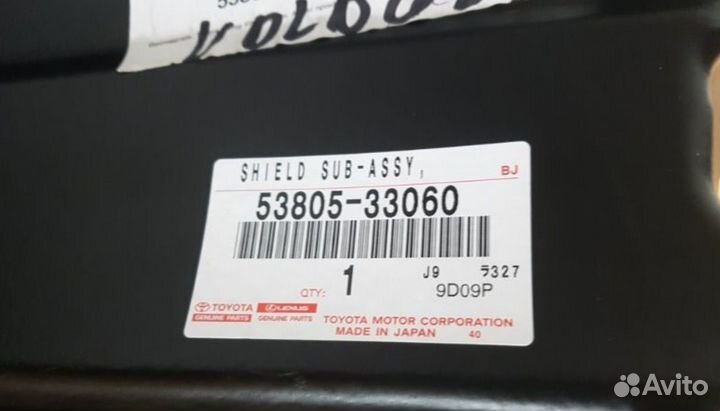 SHIELD SUB-ASSY,
BJ
53805-33060
QTY: 1
J9 ラ327
9D09P
TOYOTA
GENUINE PARTS
LEXUS
GENUINE PARTS
TOYOTA MOTOR CORPORATION
MADE IN JAPAN 40
Avito